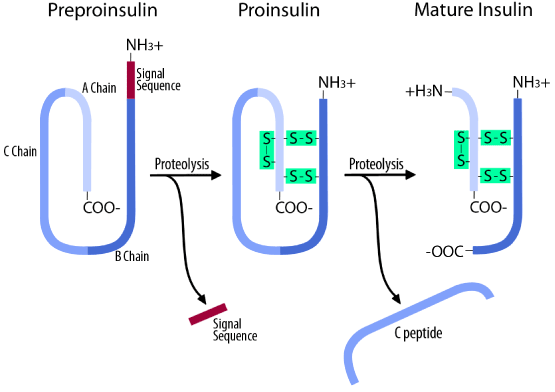 Preproinsulin
Proinsulin
Mature Insulin
NH3+
Signal
Sequence
A Chain
C Chain
B Chain
COO-
Proteolysis
Signal
Sequence
NH3+
S
S
S-S
S-S
COO-
Proteolysis
C peptide
+H3N
NH3+
S
S
S-S
S-S
COO-
-OOC